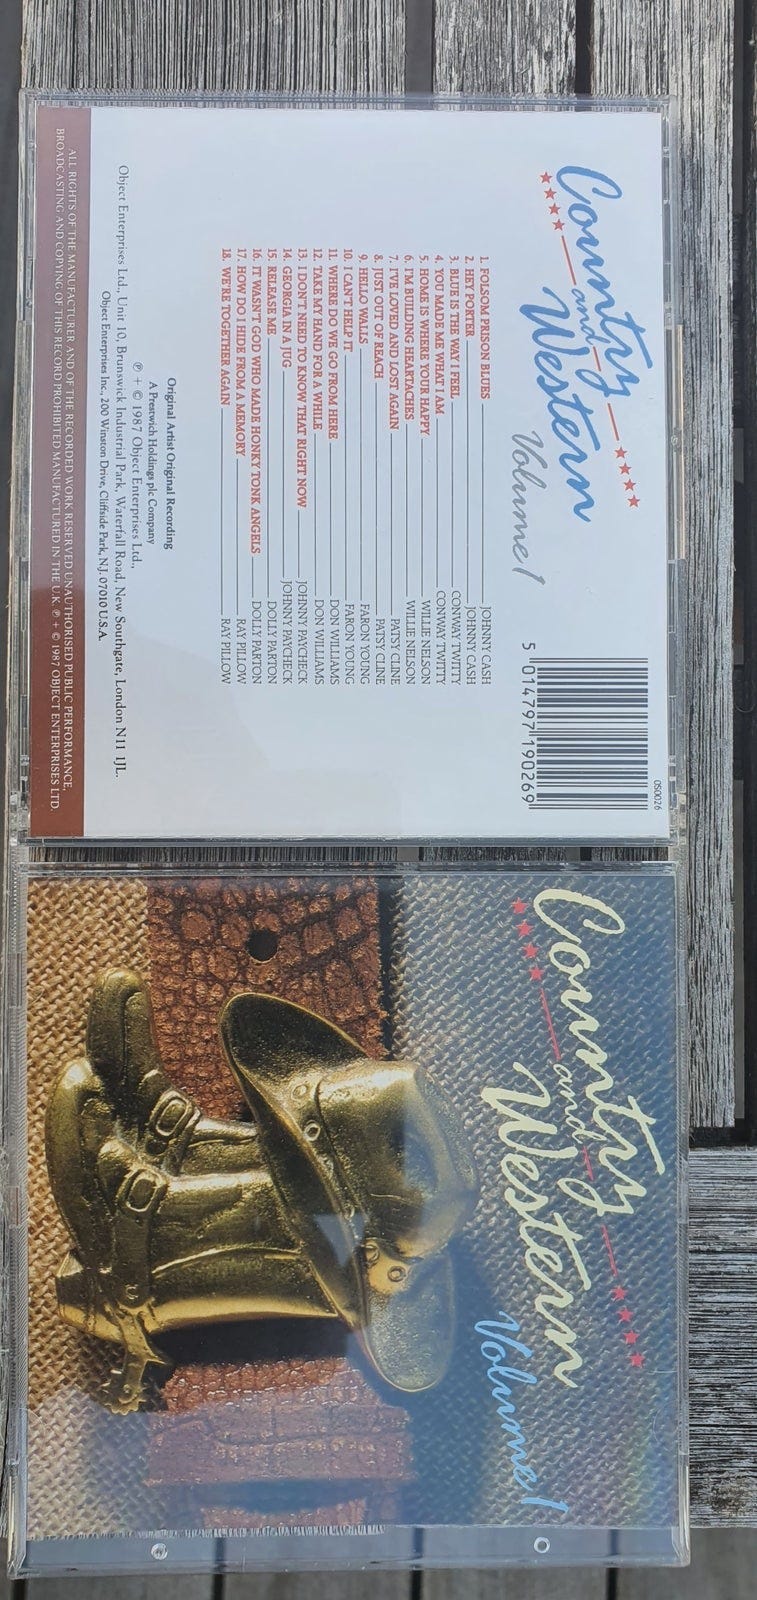 Country
and
Western
Volume 1
OS0026
5 014797 190269
1. FOLSOM PRISON BLUES JOHNNY CASH
2. HEY PORTER JOHNNY CASH
3. BLUE IS THE WAY I FEEL CONWAY TWITTY
4. YOU MADE ME WHAT I AM CONWAY TWITTY
5. HOME IS WHERE YOUR HAPPY WILLIE NELSON
6. I'M BUILDING HEARTACHES WILLIE NELSON
7. I'VE LOVED AND LOST AGAIN PATSY CLINE
8. JUST OUT OF REACH PATSY CLINE
9. HELLO WALLS FARON YOUNG
10. I CAN'T HELP IT FARON YOUNG
11. WHERE DO WE GO FROM HERE DON WILLIAMS
12. TAKE MY HAND FOR A WHILE DON WILLIAMS
13. I DON'T NEED TO KNOW THAT RIGHT NOW JOHNNY PAYCHECK
14. GEORGIA IN A JUG JOHNNY PAYCHECK
15. RELEASE ME DOLLY PARTON
16. IT WASN'T GOD WHO MADE HONKY TONK ANGELS DOLLY PARTON
17. HOW DO I HIDE FROM A MEMORY RAY PILLOW
18. WE'RE TOGETHER AGAIN RAY PILLOW
Original Artist Original Recording
A Prestwich Holdings plc Company
℗ + © 1987 Object Enterprises Ltd.,
Object Enterprises Ltd., Unit 10, Brunswick Industrial Park, Waterfall Road, New Southgate, London N11 1JL.
Object Enterprises Inc., 200 Winston Drive, Cliffside Park, N.J. 07010 U.S.A.
ALL RIGHTS OF THE MANUFACTURER AND OF THE RECORDED WORK RESERVED UNAUTHORISED PUBLIC PERFORMANCE,
BROADCASTING AND COPYING OF THIS RECORD PROHIBITED MANUFACTURED IN THE U.K. ℗ + © 1987 OBJECT ENTERPRISES LTD.
Country
and
Western
Volume 1